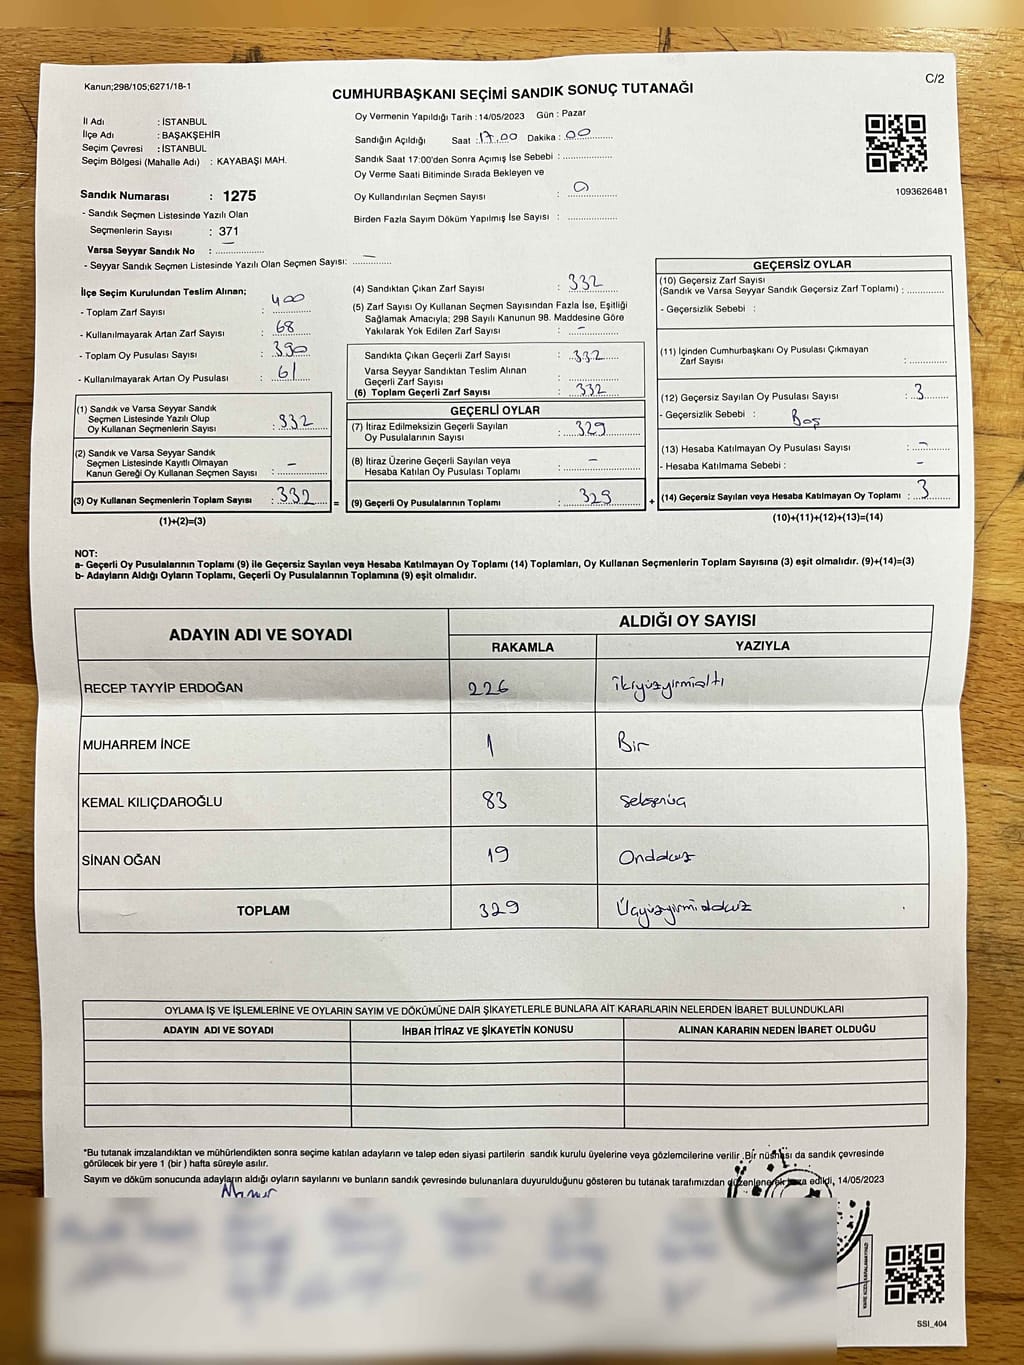 Kanun;298/105;6271/18-1
C/2
CUMHURBAŞKANI SEÇİMİ SANDIK SONUÇ TUTANAĞI
İl Adı : İSTANBUL
İlçe Adı : BAŞAKŞEHİR
Seçim Çevresi : İSTANBUL
Seçim Bölgesi (Mahalle Adı) : KAYABAŞI MAH.
Oy Vermenin Yapıldığı Tarih : 14/05/2023 Gün : Pazar
Sandığın Açıldığı Saat : 17.00 Dakika : 00
Sandık Saat 17:00'den Sonra Açımış İse Sebebi :
Oy Verme Saati Bitiminde Sırada Bekleyen ve
Oy Kullandırılan Seçmen Sayısı : 0
Birden Fazla Sayım Döküm Yapılmış İse Sayısı :
1093626481
Sandık Numarası : 1275
- Sandık Seçmen Listesinde Yazılı Olan
Seçmenlerin Sayısı : 371
Varsa Seyyar Sandık No : —
- Seyyar Sandık Seçmen Listesinde Yazılı Olan Seçmen Sayısı: —
İlçe Seçim Kurulundan Teslim Alınan;
- Toplam Zarf Sayısı : 400
- Kullanılmayarak Artan Zarf Sayısı : 68
- Toplam Oy Pusulası Sayısı : 390
- Kullanılmayarak Artan Oy Pusulası : 61
(1) Sandık ve Varsa Seyyar Sandık
Seçmen Listesinde Yazılı Olup
Oy Kullanan Seçmenlerin Sayısı : 332
(2) Sandık ve Varsa Seyyar Sandık
Seçmen Listesinde Kayıtlı Olmayan
Kanun Gereği Oy Kullanan Seçmen Sayısı : —
(3) Oy Kullanan Seçmenlerin Toplam Sayısı : 332 =
(1)+(2)=(3)
(4) Sandıktan Çıkan Zarf Sayısı : 332
(5) Zarf Sayısı Oy Kullanan Seçmen Sayısından Fazla İse, Eşitliği
Sağlamak Amacıyla; 298 Sayılı Kanunun 98. Maddesine Göre
Yakılarak Yok Edilen Zarf Sayısı : —
Sandıkta Çıkan Geçerli Zarf Sayısı : 332
Varsa Seyyar Sandıktan Teslim Alınan
Geçerli Zarf Sayısı :
(6) Toplam Geçerli Zarf Sayısı : 332
GEÇERLİ OYLAR
(7) İtiraz Edilmeksizin Geçerli Sayılan
Oy Pusulalarının Sayısı : 329
(8) İtiraz Üzerine Geçerli Sayılan veya
Hesaba Katılan Oy Pusulası Toplamı : —
(9) Geçerli Oy Pusulalarının Toplamı : 329 +
GEÇERSİZ OYLAR
(10) Geçersiz Zarf Sayısı
(Sandık ve Varsa Seyyar Sandık Geçersiz Zarf Toplamı) :
- Geçersizlik Sebebi :
(11) İçinden Cumhurbaşkanı Oy Pusulası Çıkmayan
Zarf Sayısı :
(12) Geçersiz Sayılan Oy Pusulası Sayısı : 3
- Geçersizlik Sebebi : Boş
(13) Hesaba Katılmayan Oy Pusulası Sayısı : —
- Hesaba Katılmama Sebebi : —
(14) Geçersiz Sayılan veya Hesaba Katılmayan Oy Toplamı : 3
(10)+(11)+(12)+(13)=(14)
NOT:
a- Geçerli Oy Pusulalarının Toplamı (9) ile Geçersiz Sayılan veya Hesaba Katılmayan Oy Toplamı (14) Toplamları, Oy Kullanan Seçmenlerin Toplam Sayısına (3) eşit olmalıdır. (9)+(14)=(3)
b- Adayların Aldığı Oyların Toplamı, Geçerli Oy Pusulalarının Toplamına (9) eşit olmalıdır.
ADAYIN ADI VE SOYADI
ALDIĞI OY SAYISI
RAKAMLA YAZIYLA
RECEP TAYYİP ERDOĞAN 226 İkiyüzyirmialtı
MUHARREM İNCE 1 Bir
KEMAL KILIÇDAROĞLU 83 Seksenüç
SİNAN OĞAN 19 Ondokuz
TOPLAM 329 Üçyüzyirmidokuz
OYLAMA İŞ VE İŞLEMLERİNE VE OYLARIN SAYIM VE DÖKÜMÜNE DAİR ŞİKAYETLERLE BUNLARA AİT KARARLARIN NELERDEN İBARET BULUNDUKLARI
ADAYIN ADI VE SOYADI İHBAR İTİRAZ VE ŞİKAYETİN KONUSU ALINAN KARARIN NEDEN İBARET OLDUĞU
*Bu tutanak imzalandıktan ve mühürlendikten sonra seçime katılan adayların ve talep eden siyasi partilerin sandık kurulu üyelerine veya gözlemcilerine verilir .Bir nüshası da sandık çevresinde
görülecek bir yere 1 (bir ) hafta süreyle asılır.
Sayım ve döküm sonucunda adayların aldığı oyların sayılarını ve bunların sandık çevresinde bulunanlara duyurulduğunu gösteren bu tutanak tarafımızdan düzenlenerek imza edildi, 14/05/2023
SSI_404